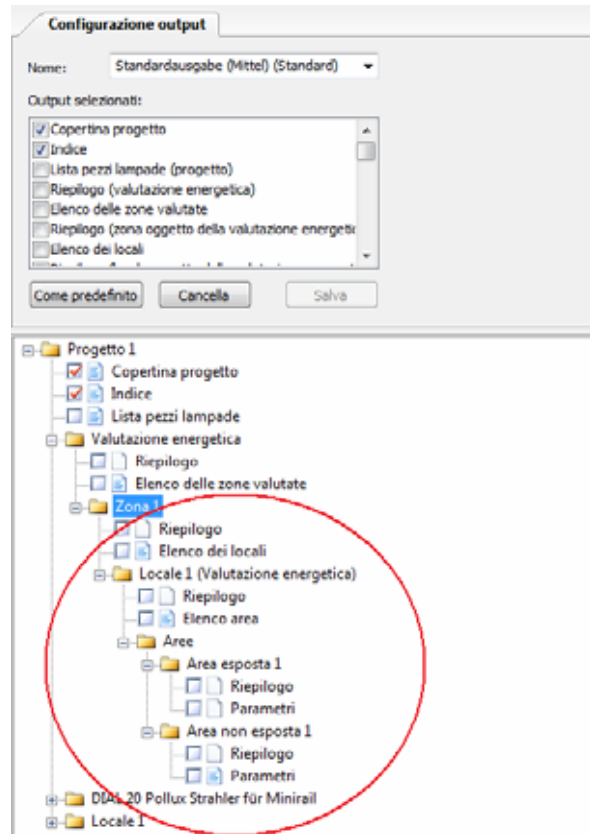 Configurazione output
Nome: Standardausgabe (Mittel) (Standard)
Output selezionati:
Copertina progetto
Indice
Lista pezzi lampade (progetto)
Riepilogo (valutazione energetica)
Elenco delle zone valutate
Riepilogo (zona oggetto della valutazione energetic
Elenco dei locali
Come predefinito Cancella Salva
Progetto 1
Copertina progetto
Indice
Lista pezzi lampade
Valutazione energetica
Riepilogo
Elenco delle zone valutate
Zona 1
Riepilogo
Elenco dei locali
Locale 1 (Valutazione energetica)
Riepilogo
Elenco area
Aree
Area esposta 1
Riepilogo
Parametri
Area non esposta 1
Riepilogo
Parametri
DIAL 20 Pollux Strahler für Minirail
Locale 1